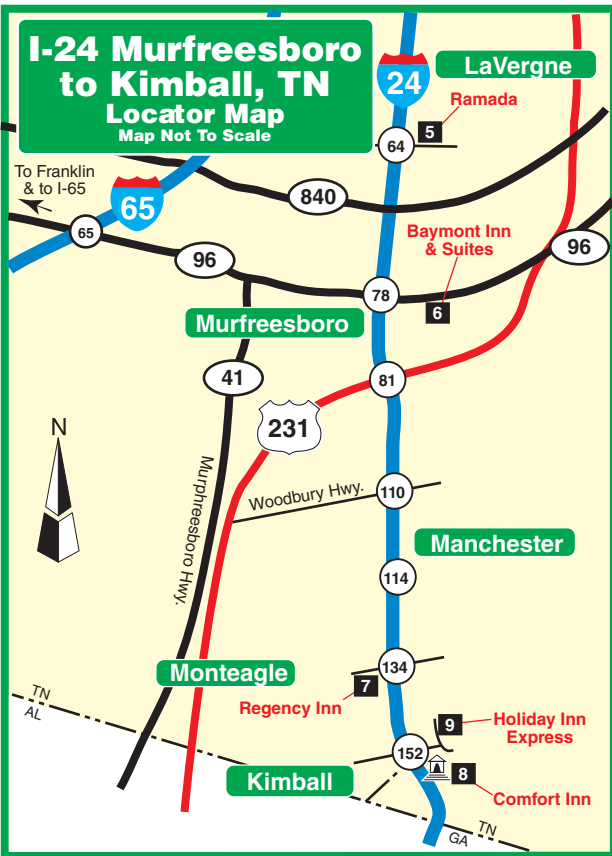 I-24 Murfreesboro
to Kimball, TN
Locator Map
Map Not To Scale
24
LaVergne
Ramada
5
64
To Franklin
& to I-65
65
840
65
96
Baymont Inn
& Suites
96
78
6
Murfreesboro
41
81
231
N
Murphreesboro Hwy.
Woodbury Hwy.
110
Manchester
114
134
Monteagle
7
Regency Inn
TN
AL
9
Holiday Inn
Express
152
8
Kimball
Comfort Inn
TN
GA